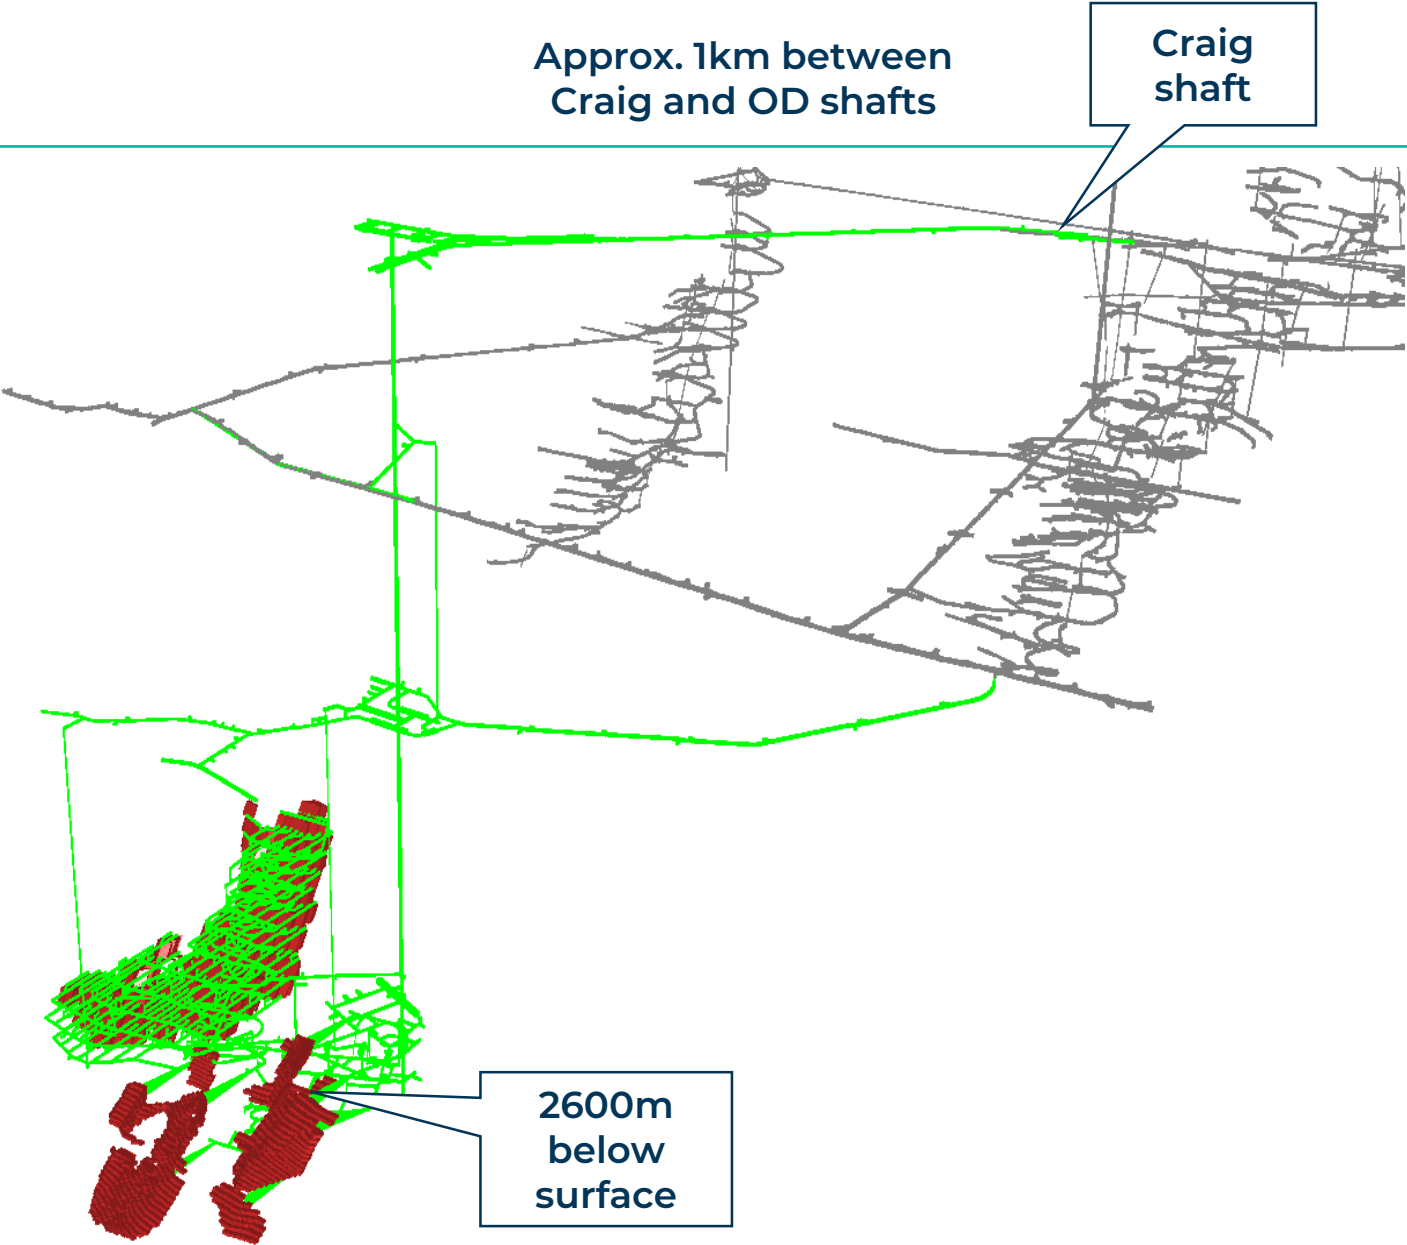 Approx. 1km between
Craig and OD shafts
Craig
shaft
2600m
below
surface